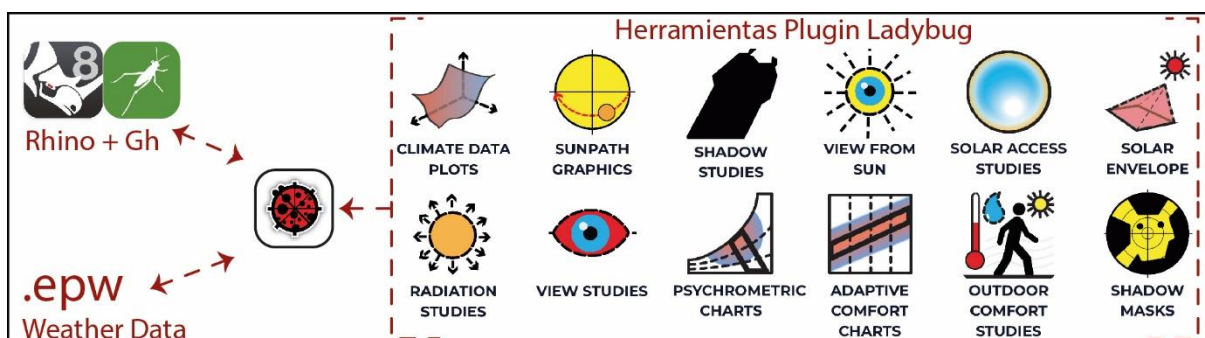 Herramientas Plugin Ladybug
8
Rhino + Gh
.epw
Weather Data
CLIMATE DATA
PLOTS
SUNPATH
GRAPHICS
SHADOW
STUDIES
VIEW FROM
SUN
SOLAR ACCESS
STUDIES
SOLAR
ENVELOPE
RADIATION
STUDIES
VIEW STUDIES
PSYCHROMETRIC
CHARTS
ADAPTIVE
COMFORT
CHARTS
OUTDOOR
COMFORT
STUDIES
SHADOW
MASKS